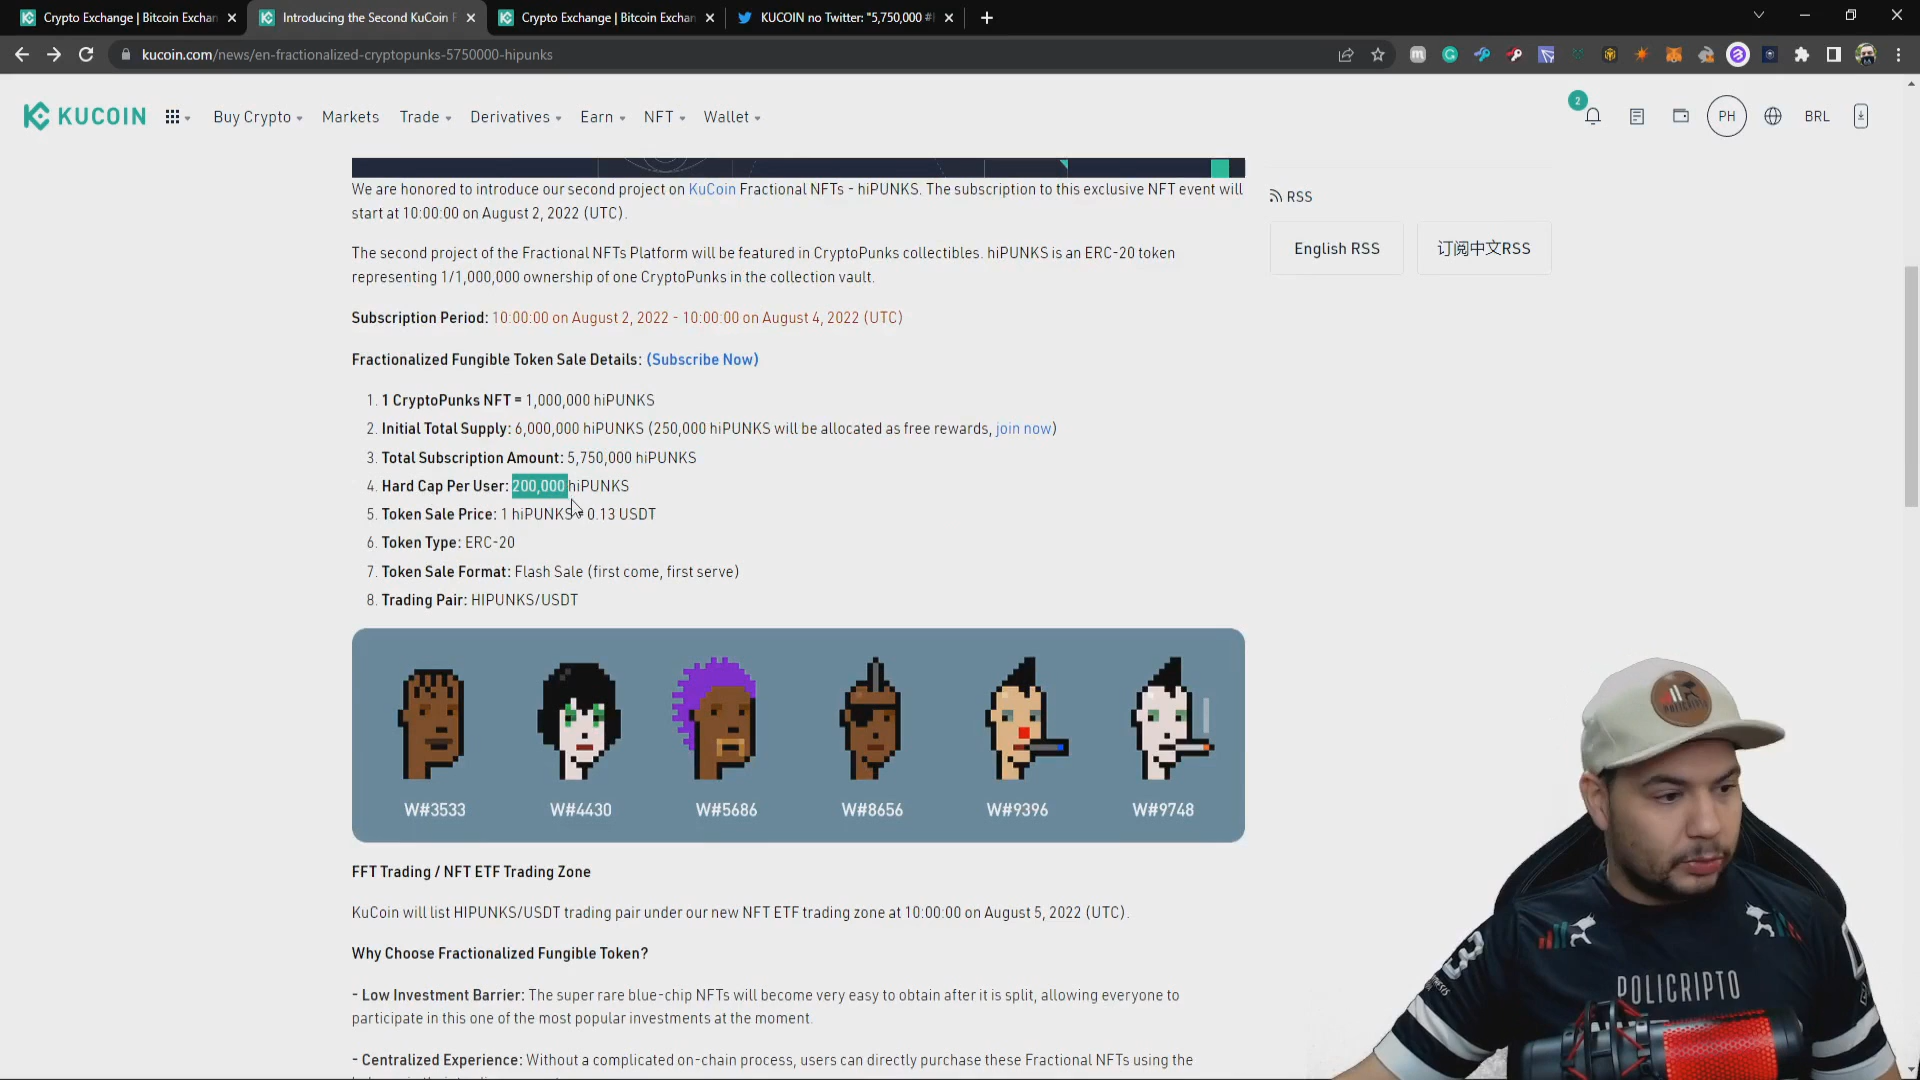 Crypto Exchange | Bitcoin Exchan
Introducing the Second KuCoin F
Crypto Exchange | Bitcoin Exchan
KUCOIN no Twitter: "5,750,000 #
kucoin.com/news/en-fractionalized-cryptopunks-5750000-hipunks
KUCOIN
Buy Crypto
Markets
Trade
Derivatives
Earn
NFT
Wallet
2
PH
BRL
We are honored to introduce our second project on KuCoin Fractional NFTs - hiPUNKS. The subscription to this exclusive NFT event will
start at 10:00:00 on August 2, 2022 (UTC).
The second project of the Fractional NFTs Platform will be featured in CryptoPunks collectibles. hiPUNKS is an ERC-20 token
representing 1/1,000,000 ownership of one CryptoPunks in the collection vault.
Subscription Period: 10:00:00 on August 2, 2022 - 10:00:00 on August 4, 2022 (UTC)
Fractionalized Fungible Token Sale Details: (Subscribe Now)
1. 1 CryptoPunks NFT = 1,000,000 hiPUNKS
2. Initial Total Supply: 6,000,000 hiPUNKS (250,000 hiPUNKS will be allocated as free rewards, join now)
3. Total Subscription Amount: 5,750,000 hiPUNKS
4. Hard Cap Per User: 200,000 hiPUNKS
5. Token Sale Price: 1 hiPUNKS = 0.13 USDT
6. Token Type: ERC-20
7. Token Sale Format: Flash Sale (first come, first serve)
8. Trading Pair: HIPUNKS/USDT
W#3533
W#4430
W#5686
W#8656
W#9396
W#9748
FFT Trading / NFT ETF Trading Zone
KuCoin will list HIPUNKS/USDT trading pair under our new NFT ETF trading zone at 10:00:00 on August 5, 2022 (UTC).
Why Choose Fractionalized Fungible Token?
- Low Investment Barrier: The super rare blue-chip NFTs will become very easy to obtain after it is split, allowing everyone to
participate in this one of the most popular investments at the moment.
- Centralized Experience: Without a complicated on-chain process, users can directly purchase these Fractional NFTs using the
RSS
English RSS
订阅中文RSS
POLICRIPTO